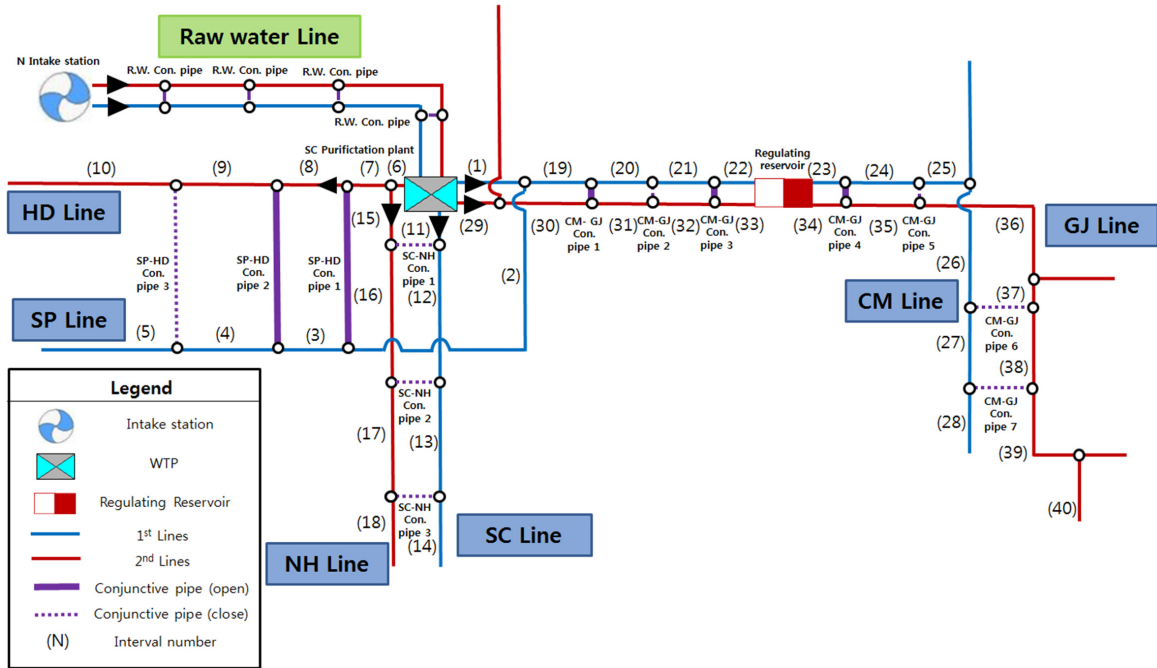 Raw water Line
N Intake station
R.W. Con. pipe
R.W. Con. pipe
R.W. Con. pipe
R.W. Con. pipe
SC Purifictation plant
(10)
(9)
(8)
(7)
(6)
(1)
(19)
(20)
(21)
(22)
Regulating
reservoir
(23)
(24)
(25)
HD Line
(15)
(11)
(29)
(30)
CM- GJ
Con.
pipe 1
(31)
CM-GJ
Con.
pipe 2
(32)
CM-GJ
Con.
pipe 3
(33)
(34)
CM-GJ
Con.
pipe 4
(35)
CM-GJ
Con.
pipe 5
(36)
GJ Line
SP-HD
Con.
pipe 3
SP-HD
Con.
pipe 2
SP-HD
Con.
pipe 1
(16)
SC-NH
Con.
pipe 1
(12)
(2)
(26)
CM Line
(37)
SP Line
(5)
(4)
(3)
(27)
CM-GJ
Con.
pipe 6
(38)
SC-NH
Con.
pipe 2
(17)
(13)
(28)
CM-GJ
Con.
pipe 7
(39)
(40)
(18)
SC-NH
Con.
pipe 3
(14)
NH Line
SC Line
Legend
Intake station
WTP
Regulating Reservoir
1st Lines
2nd Lines
Conjunctive pipe (open)
Conjunctive pipe (close)
(N)
Interval number